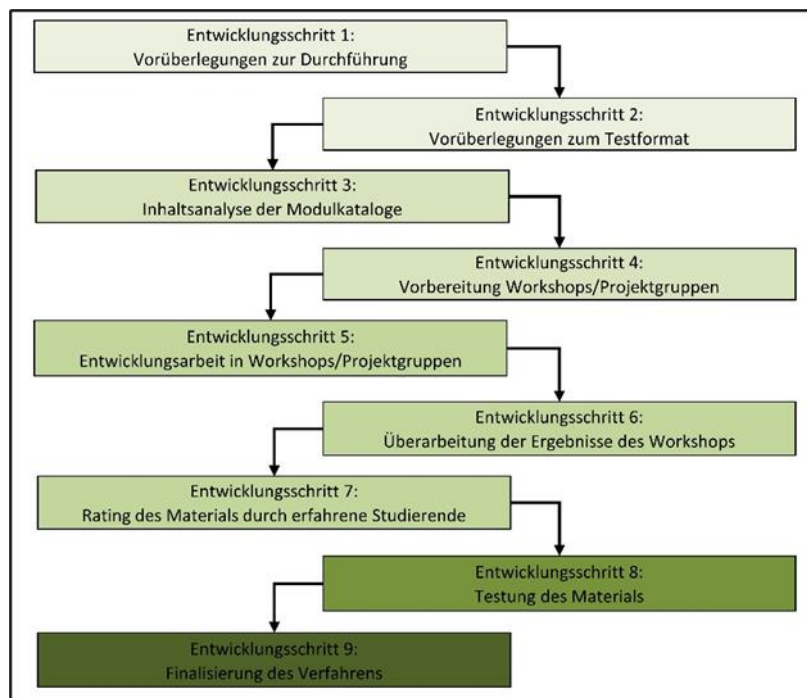 Entwicklungsschritt 1:
Vorüberlegungen zur Durchführung
Entwicklungsschritt 2:
Vorüberlegungen zum Testformat
Entwicklungsschritt 3:
Inhaltsanalyse der Modulkataloge
Entwicklungsschritt 4:
Vorbereitung Workshops/Projektgruppen
Entwicklungsschritt 5:
Entwicklungsarbeit in Workshops/Projektgruppen
Entwicklungsschritt 6:
Überarbeitung der Ergebnisse des Workshops
Entwicklungsschritt 7:
Rating des Materials durch erfahrene Studierende
Entwicklungsschritt 8:
Testung des Materials
Entwicklungsschritt 9:
Finalisierung des Verfahrens